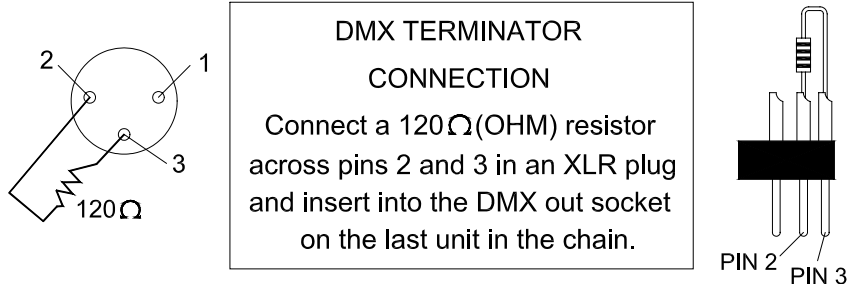 2
1
3
120Ω
DMX TERMINATOR
CONNECTION
Connect a 120Ω(OHM) resistor
across pins 2 and 3 in an XLR plug
and insert into the DMX out socket
on the last unit in the chain.
PIN 2
PIN 3